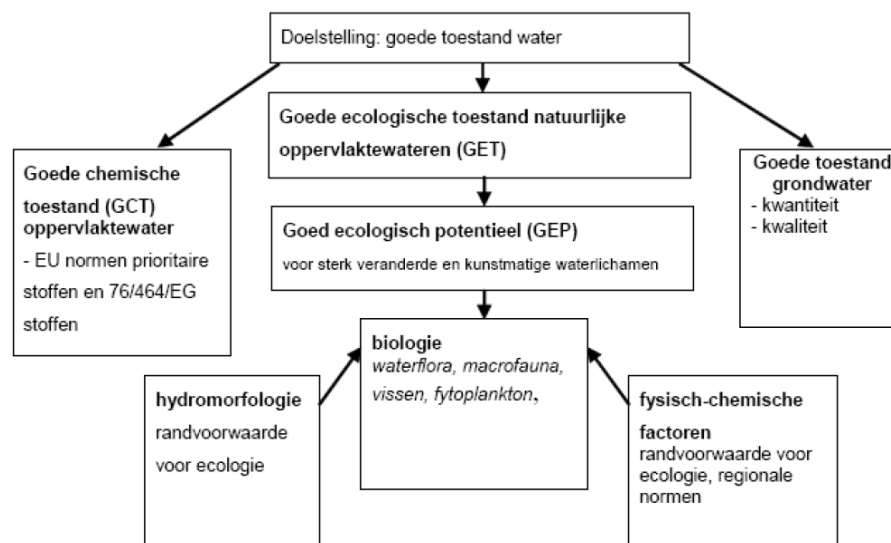 Doelstelling: goede toestand water
Goede ecologische toestand natuurlijke
oppervlaktewateren (GET)
Goede chemische
toestand (GCT)
oppervlaktewater
- EU normen prioritaire
stoffen en 76/464/EG
stoffen
Goede toestand
grondwater
- kwantiteit
- kwaliteit
Goed ecologisch potentieel (GEP)
voor sterk veranderde en kunstmatige waterlichamen
biologie
waterflora, macrofauna,
vissen, fytoplankton,
hydromorfologie
randvoorwaarde
voor ecologie
fysisch-chemische
factoren
randvoorwaarde voor
ecologie, regionale
normen